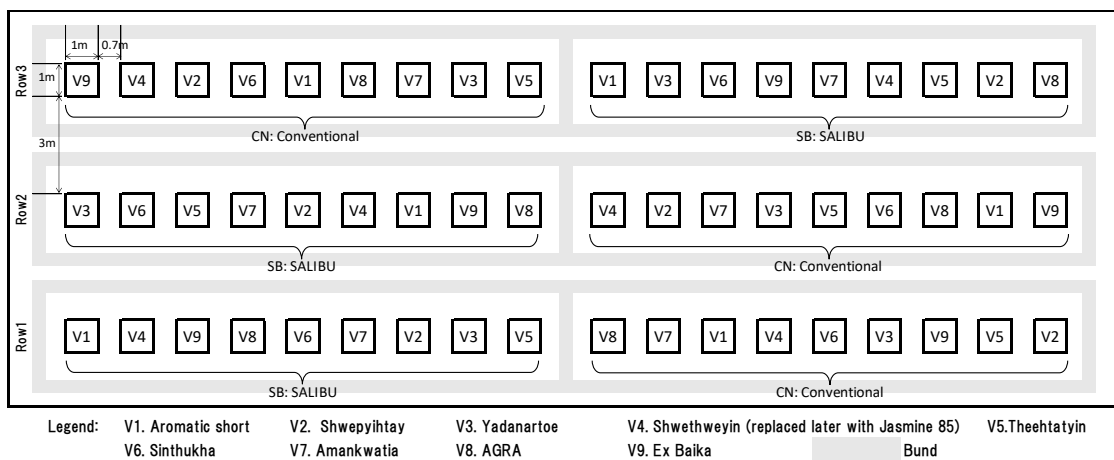 1m 0.7m
Row3 1m V9 V4 V2 V6 V1 V8 V7 V3 V5 V1 V3 V6 V9 V7 V4 V5 V2 V8
CN: Conventional SB: SALIBU
3m
Row2 V3 V6 V5 V7 V2 V4 V1 V9 V8 V4 V2 V7 V3 V5 V6 V8 V1 V9
SB: SALIBU CN: Conventional
Row1 V1 V4 V9 V8 V6 V7 V2 V3 V5 V8 V7 V1 V4 V6 V3 V9 V5 V2
SB: SALIBU CN: Conventional
Legend: V1. Aromatic short V2. Shwepyihtay V3. Yadanartoe V4. Shwethweyin (replaced later with Jasmine 85) V5.Theehtatyin
V6. Sinthukha V7. Amankwatia V8. AGRA V9. Ex Baika Bund